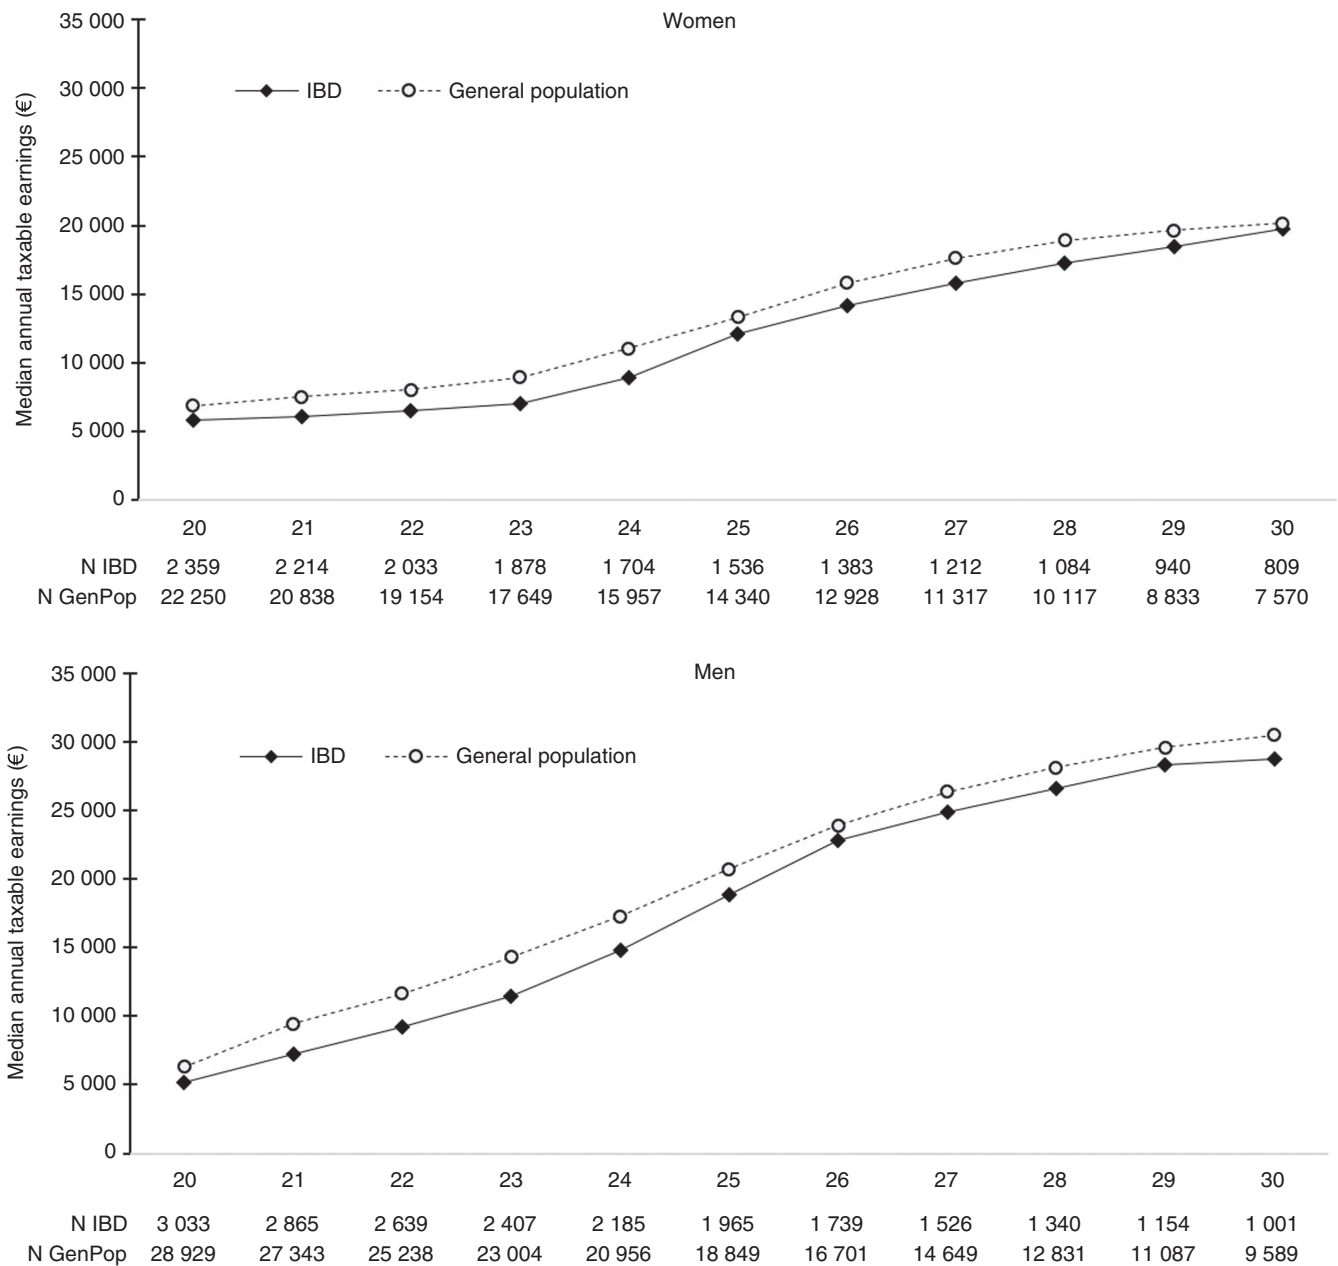 Women
35 000
30 000
25 000
20 000
15 000
10 000
5 000
0
Median annual taxable earnings (€)
IBD General population
20 21 22 23 24 25 26 27 28 29 30
N IBD 2 359 2 214 2 033 1 878 1 704 1 536 1 383 1 212 1 084 940 809
N GenPop 22 250 20 838 19 154 17 649 15 957 14 340 12 928 11 317 10 117 8 833 7 570
Men
35 000
30 000
25 000
20 000
15 000
10 000
5 000
0
Median annual taxable earnings (€)
IBD General population
20 21 22 23 24 25 26 27 28 29 30
N IBD 3 033 2 865 2 639 2 407 2 185 1 965 1 739 1 526 1 340 1 154 1 001
N GenPop 28 929 27 343 25 238 23 004 20 956 18 849 16 701 14 649 12 831 11 087 9 589